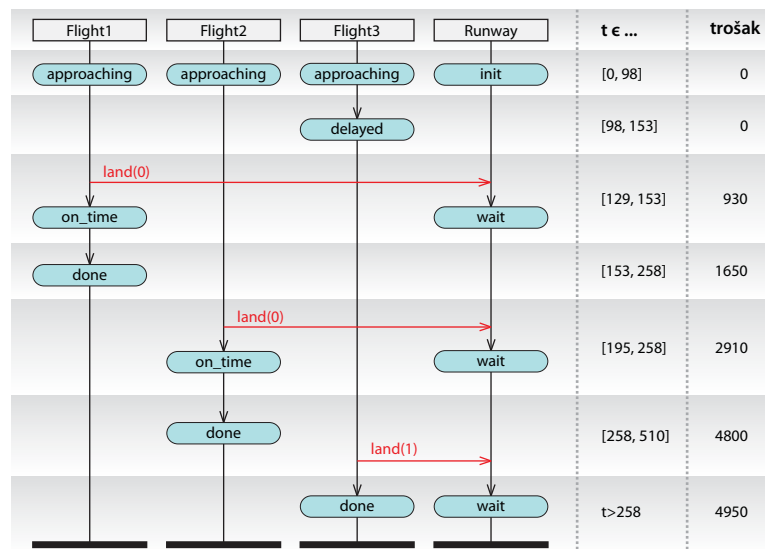 Flight1 Flight2 Flight3 Runway t ϵ ... trošak
approaching approaching approaching init [0, 98] 0
delayed [98, 153] 0
land(0)
on_time wait [129, 153] 930
done [153, 258] 1650
land(0)
on_time wait [195, 258] 2910
done [258, 510] 4800
land(1)
done wait t>258 4950